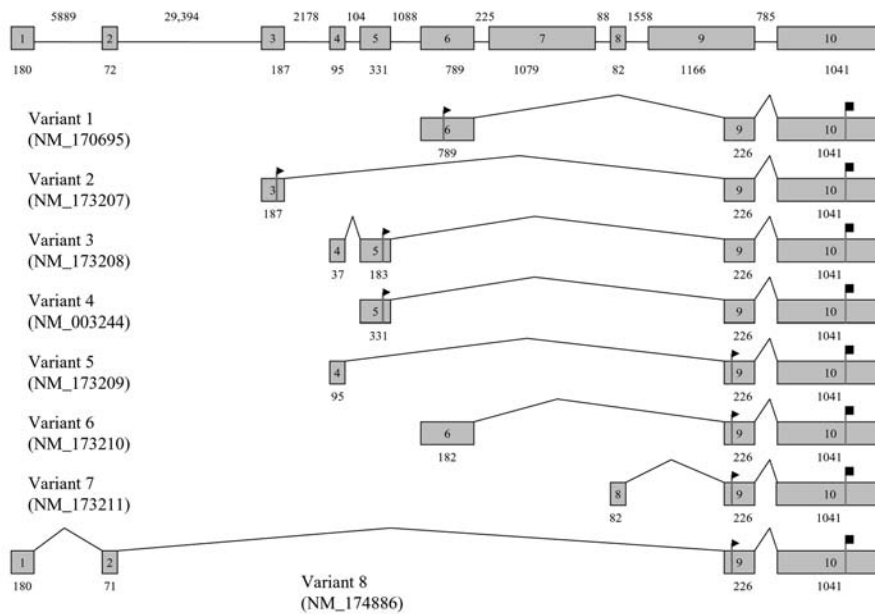 5889 29,394 2178 104 1088 225 88 1558 785
1 2 3 4 5 6 7 8 9 10
180 72 187 95 331 789 1079 82 1166 1041
Variant 1
(NM_170695)
6 9 10
789 226 1041
Variant 2
(NM_173207)
3 9 10
187 226 1041
Variant 3
(NM_173208)
4 5 9 10
37 183 226 1041
Variant 4
(NM_003244)
5 9 10
331 226 1041
Variant 5
(NM_173209)
4 9 10
95 226 1041
Variant 6
(NM_173210)
6 9 10
182 226 1041
Variant 7
(NM_173211)
8 9 10
82 226 1041
1 2 9 10
180 71 226 1041
Variant 8
(NM_174886)